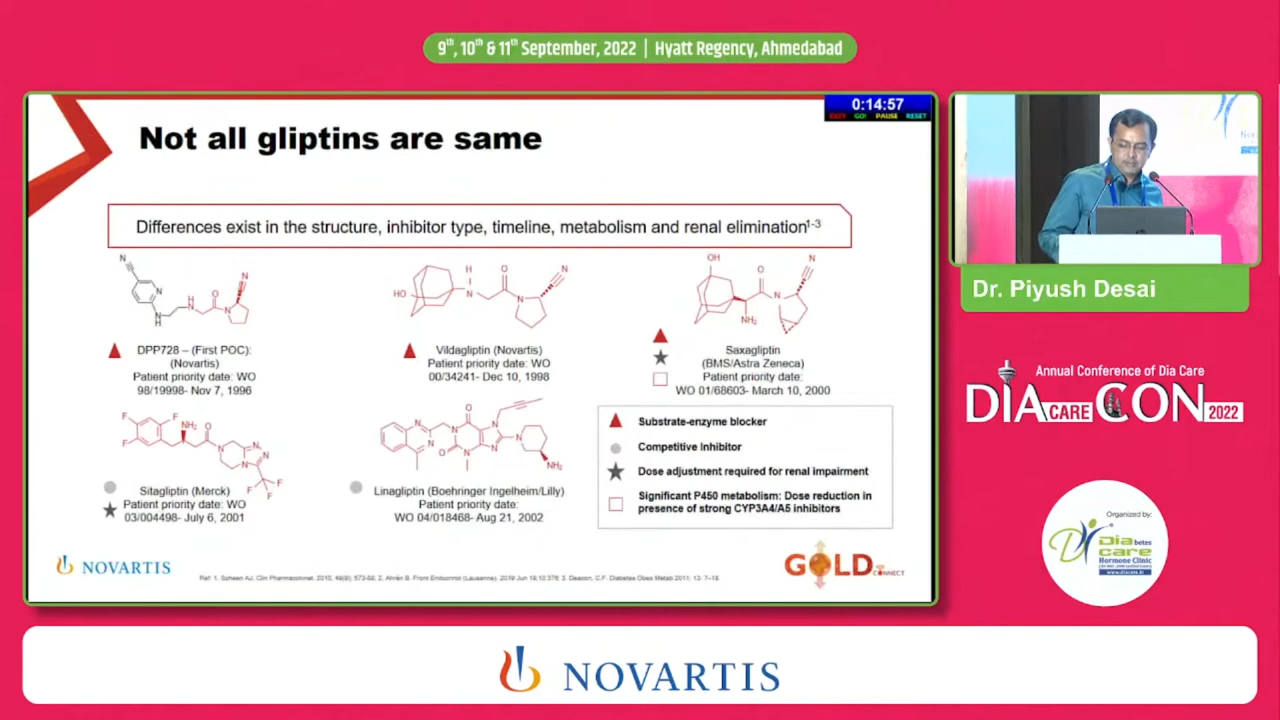 9th, 10th & 11th September, 2022 | Hyatt Regency, Ahmedabad
0:14:57
GO! PAUSE RESET
Not all gliptins are same
Differences exist in the structure, inhibitor type, timeline, metabolism and renal elimination1-3
DPP728 – (First POC):
(Novartis)
Patient priority date: WO
98/19998- Nov 7, 1996
Vildagliptin (Novartis)
Patient priority date: WO
00/34241- Dec 10, 1998
Saxagliptin
(BMS/Astra Zeneca)
Patient priority date:
WO 01/68603- March 10, 2000
Sitagliptin (Merck)
Patient priority date: WO
03/004498- July 6, 2001
Linagliptin (Boehringer Ingelheim/Lilly)
Patient priority date:
WO 04/018468- Aug 21, 2002
Substrate-enzyme blocker
Competitive Inhibitor
Dose adjustment required for renal impairment
Significant P450 metabolism: Dose reduction in
presence of strong CYP3A4/A5 inhibitors
NOVARTIS
GOLD CONNECT
Dr. Piyush Desai
Annual Conference of Dia Care
DIA CARE CON 2022
Organized by:
Diabetes
care
Hormone Clinic
NOVARTIS